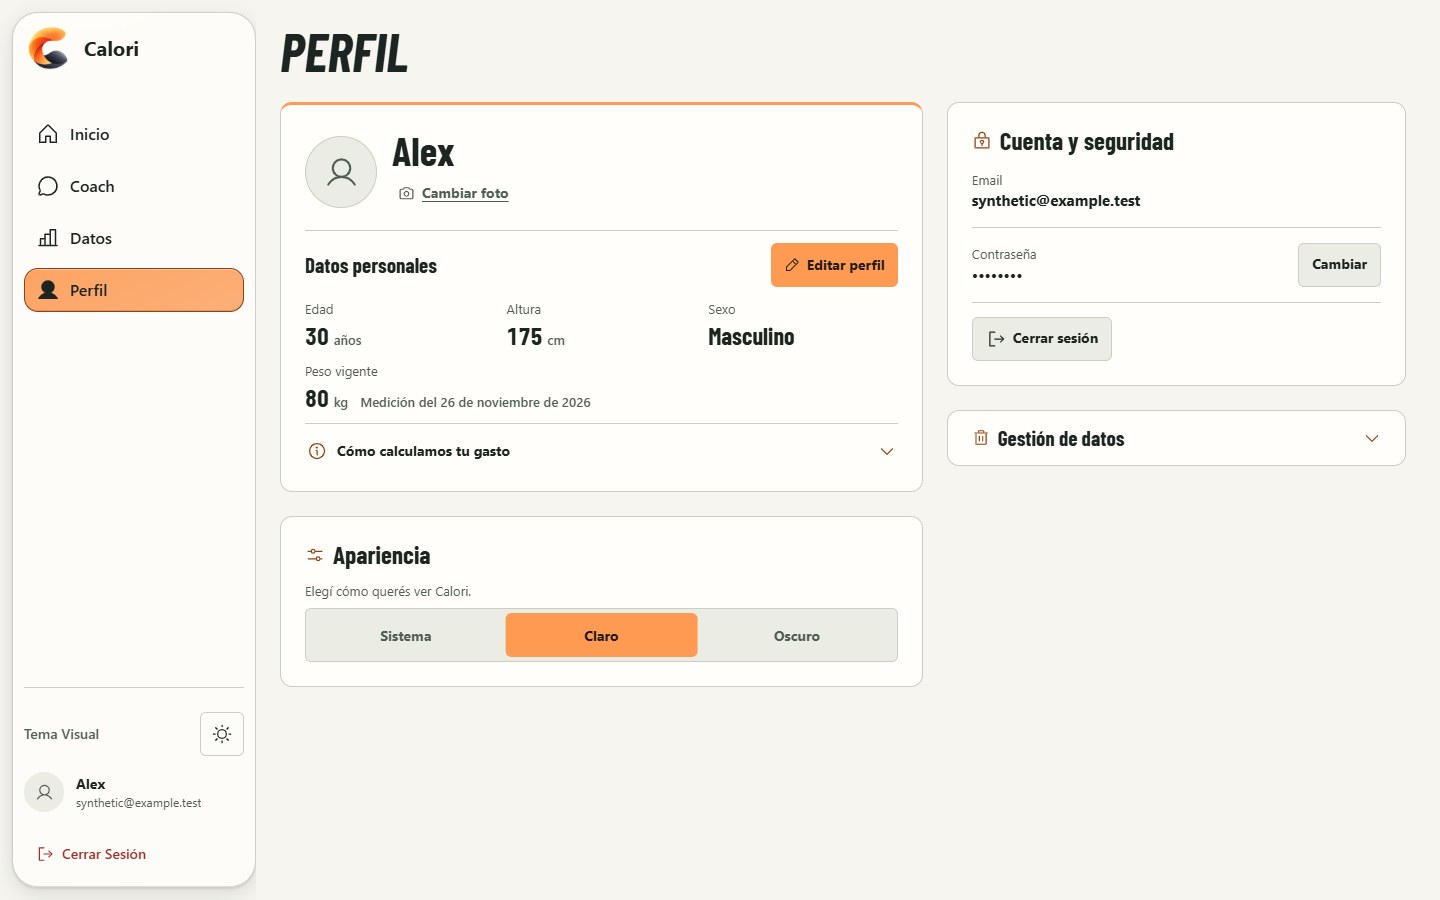 Calori
Inicio
Coach
Datos
Perfil
Tema Visual
Alex
synthetic@example.test
Cerrar Sesión
PERFIL
Alex
Cambiar foto
Datos personales
Editar perfil
Edad
30 años
Altura
175 cm
Sexo
Masculino
Peso vigente
80 kg Medición del 26 de noviembre de 2026
Cómo calculamos tu gasto
Apariencia
Elegí cómo querés ver Calori.
Sistema
Claro
Oscuro
Cuenta y seguridad
Email
synthetic@example.test
Contraseña
••••••••
Cambiar
Cerrar sesión
Gestión de datos